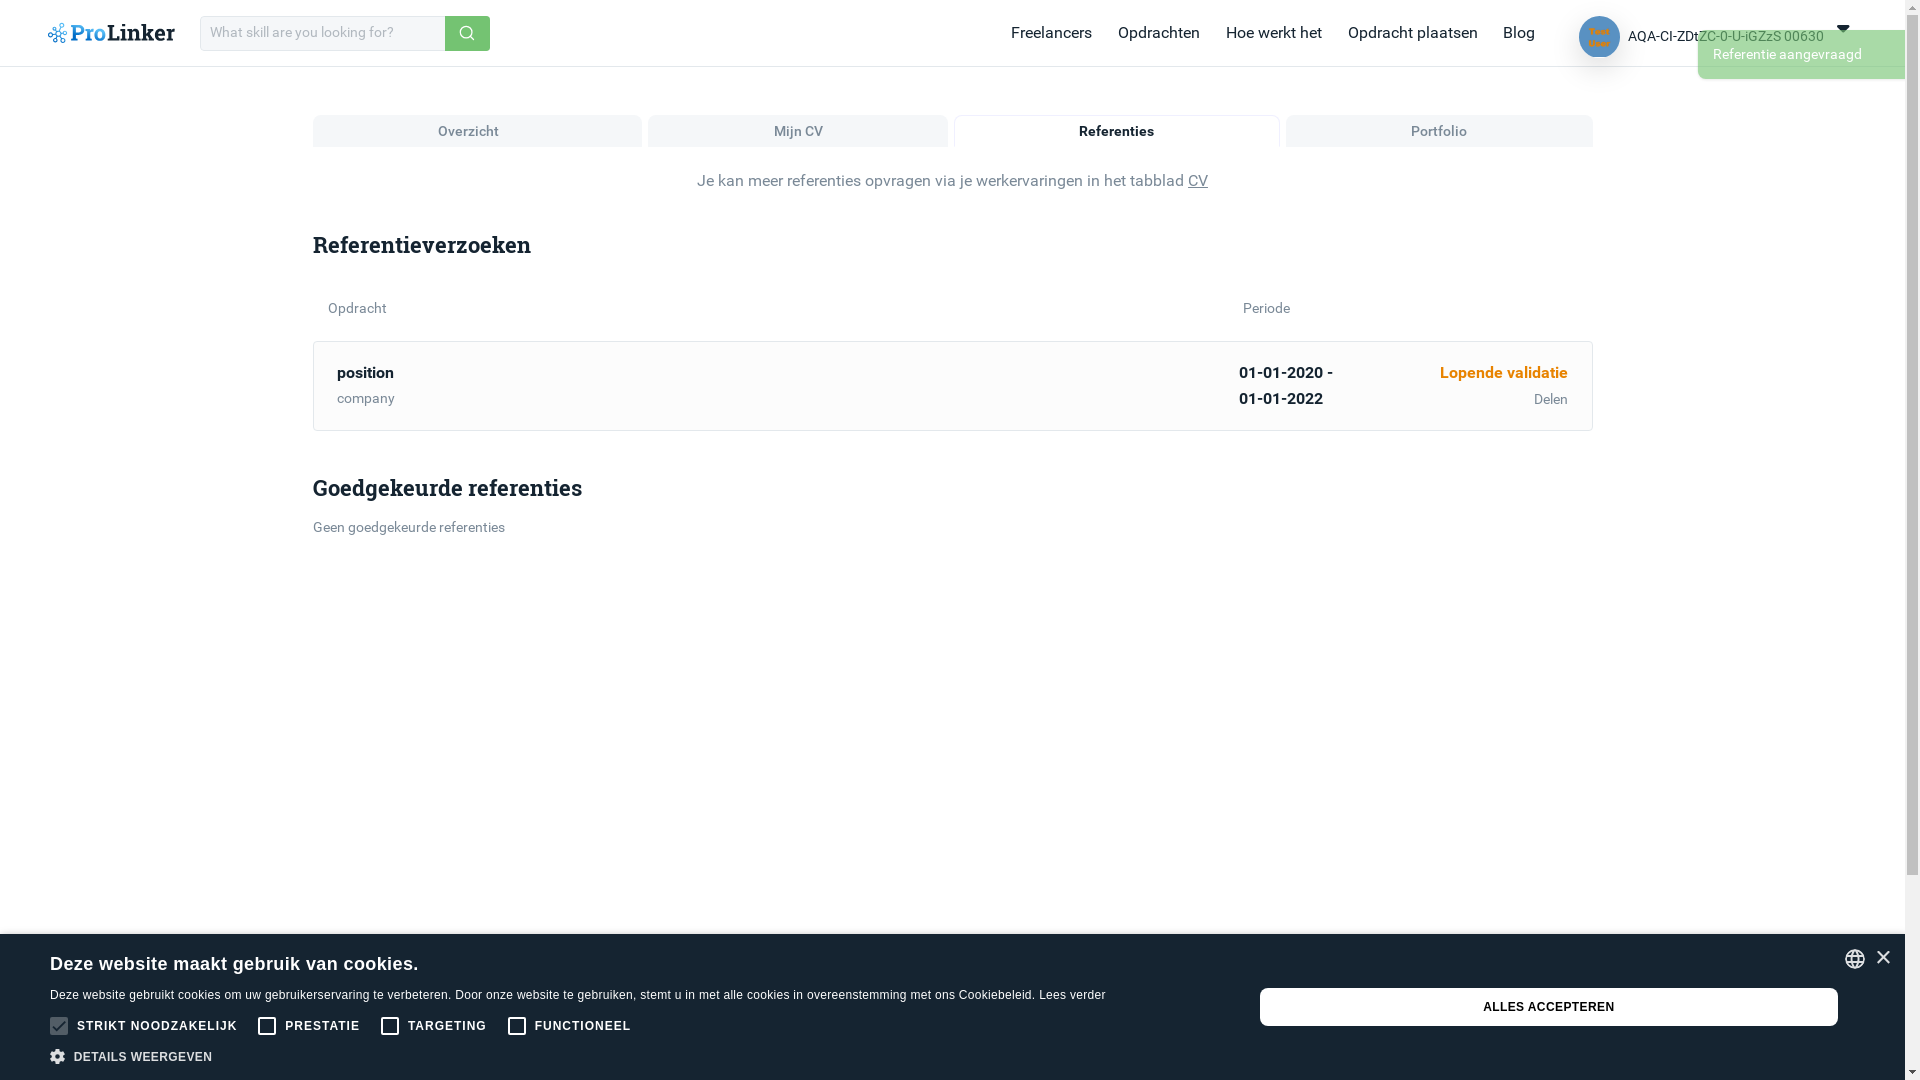 ProLinker
What skill are you looking for?
Freelancers
Opdrachten
Hoe werkt het
Opdracht plaatsen
Blog
Test
User
AQA-CI-ZDtZC-0-U-iGZzS 00630
Referentie aangevraagd
Overzicht
Mijn CV
Referenties
Portfolio
Je kan meer referenties opvragen via je werkervaringen in het tabblad CV
Referentieverzoeken
Opdracht
Periode
position
company
01-01-2020 -
01-01-2022
Lopende validatie
Delen
Goedgekeurde referenties
Geen goedgekeurde referenties
Deze website maakt gebruik van cookies.
Deze website gebruikt cookies om uw gebruikerservaring te verbeteren. Door onze website te gebruiken, stemt u in met alle cookies in overeenstemming met ons Cookiebeleid. Lees verder
STRIKT NOODZAKELIJK
PRESTATIE
TARGETING
FUNCTIONEEL
DETAILS WEERGEVEN
ALLES ACCEPTEREN